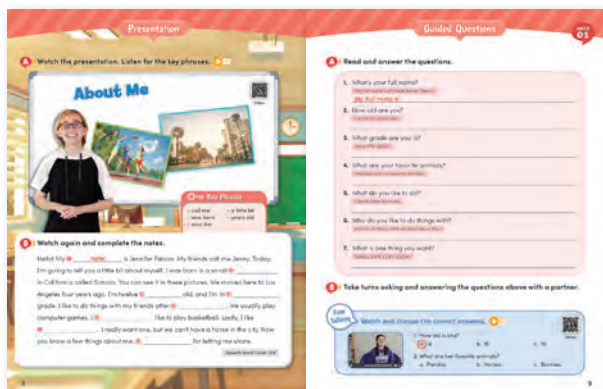 Presentation
A Watch the presentation. Listen for the key phrases.
About Me
Key Phrases
call me
a little bit
was born
years old
also like
B Watch again and complete the notes.
Hello! My name is Jennifer Falcon. My friends call me Jenny. Today,
I'm going to tell you a little bit about myself. I was born in a small
in California called Sonora. You can see it in these pictures. We moved here to Los
Angeles four years ago. I'm twelve old, and I'm in
grade. I like to do things with my friends after . We usually play
computer games. I like to play basketball. Lastly, I like
. I really want one, but we can't have a horse in the city. Now
you know a few things about me. for letting me share.
8
Guided Questions
UNIT
01
A Read and answer the questions.
1. What's your full name?
My full name is
2. How old are you?
3. What grade are you in?
4. What are your favorite animals?
5. What do you like to do?
6. Who do you like to do things with?
7. What is one thing you want?
B Take turns asking and answering the questions above with a partner.
Watch and choose the correct answers.
1. How old is she?
b. 12
c. 16
2. What are her favorite animals?
a. Pandas
b. Horses
c. Bunnies
9